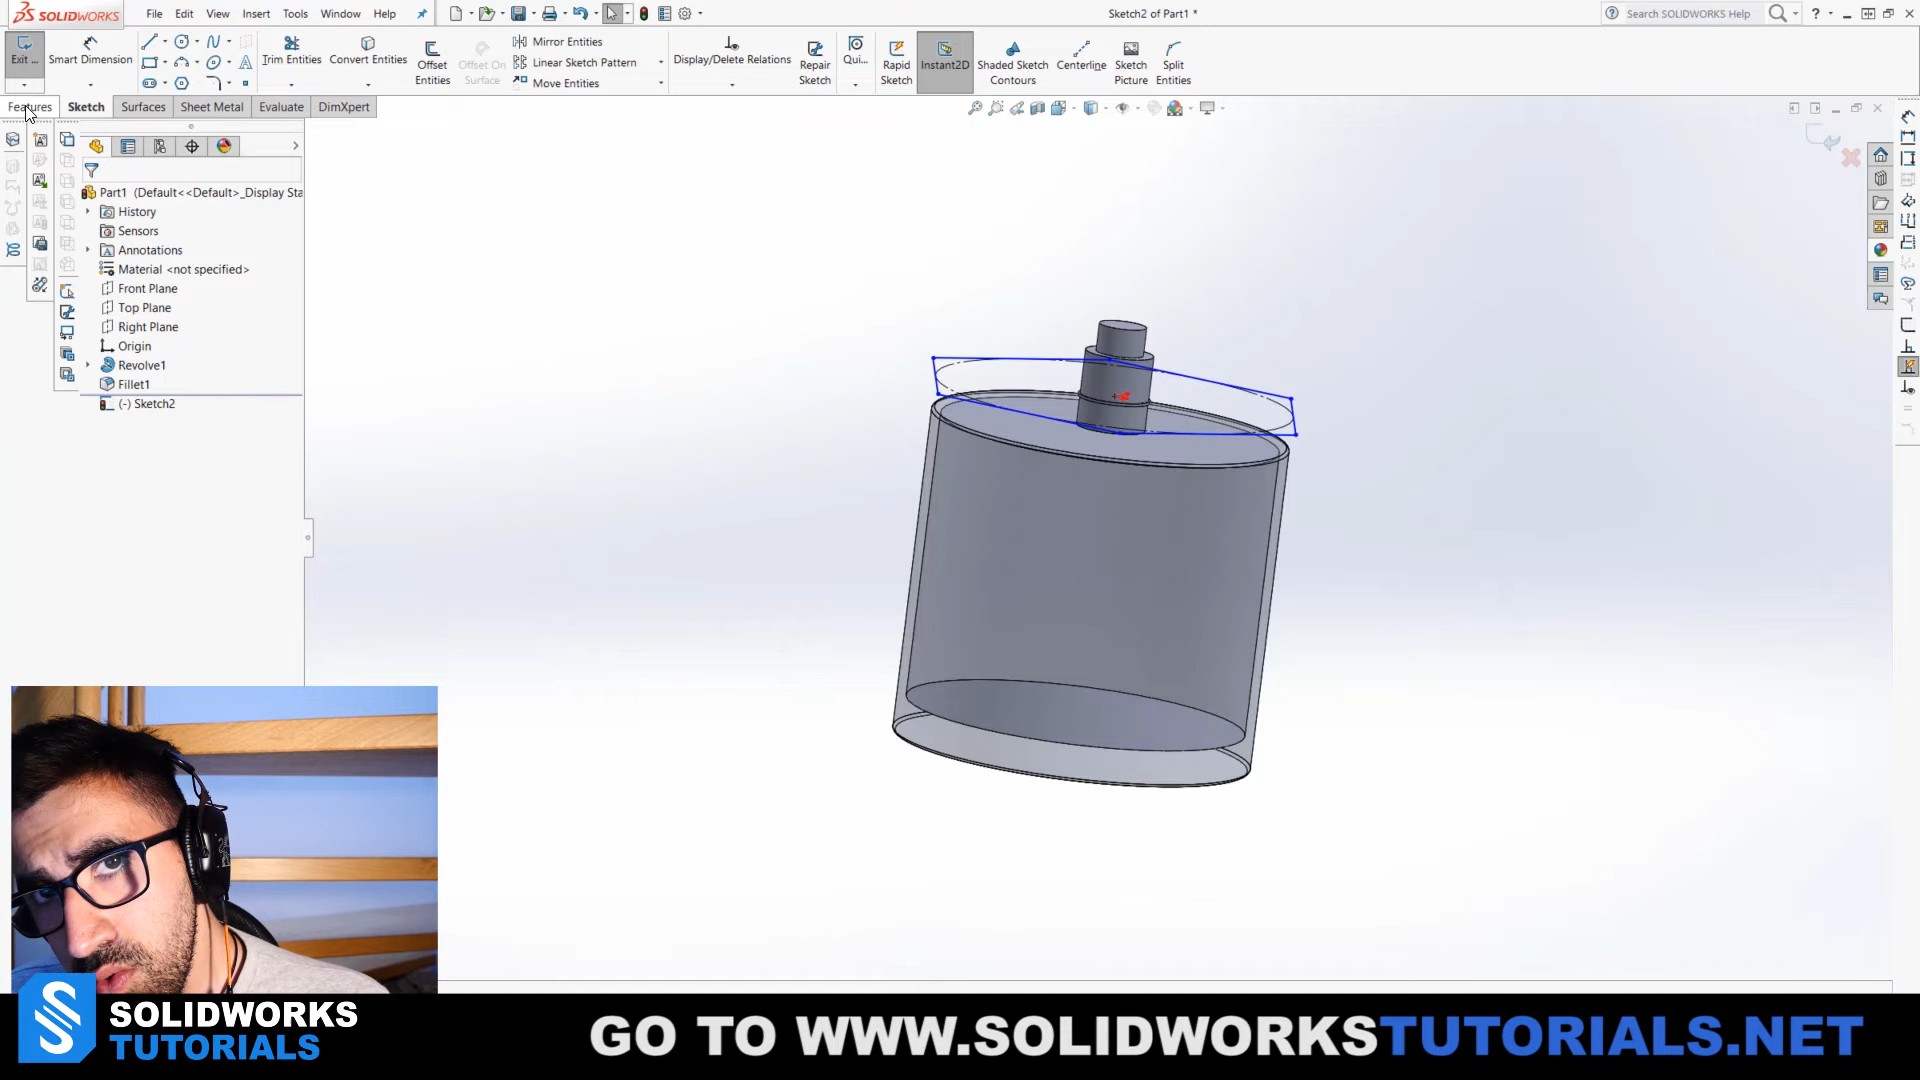 SOLIDWORKS
File
Edit
View
Insert
Tools
Window
Help
Sketch2 of Part1 *
Search SOLIDWORKS Help
Exit ...
Smart Dimension
Trim Entities
Convert Entities
Offset Entities
Offset On Surface
Mirror Entities
Linear Sketch Pattern
Move Entities
Display/Delete Relations
Repair Sketch
Qui...
Rapid Sketch
Instant2D
Shaded Sketch Contours
Centerline
Sketch Picture
Split Entities
Features
Sketch
Surfaces
Sheet Metal
Evaluate
DimXpert
Part1 (Default<<Default>_Display Sta
History
Sensors
Annotations
Material <not specified>
Front Plane
Top Plane
Right Plane
Origin
Revolve1
Fillet1
(-) Sketch2
SOLIDWORKS
TUTORIALS
GO TO WWW.SOLIDWORKSTUTORIALS.NET